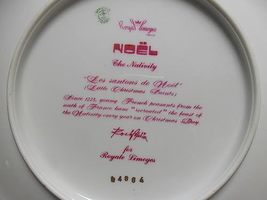 Royal Limoges
NOËL
The Nativity
"Les santons de Noël"
(Little Christmas Saints)
Since 1223, young French peasants from the
south of France have "recreated" the feast of
the Nativity every year on Christmas Day.
for
Royale Limoges